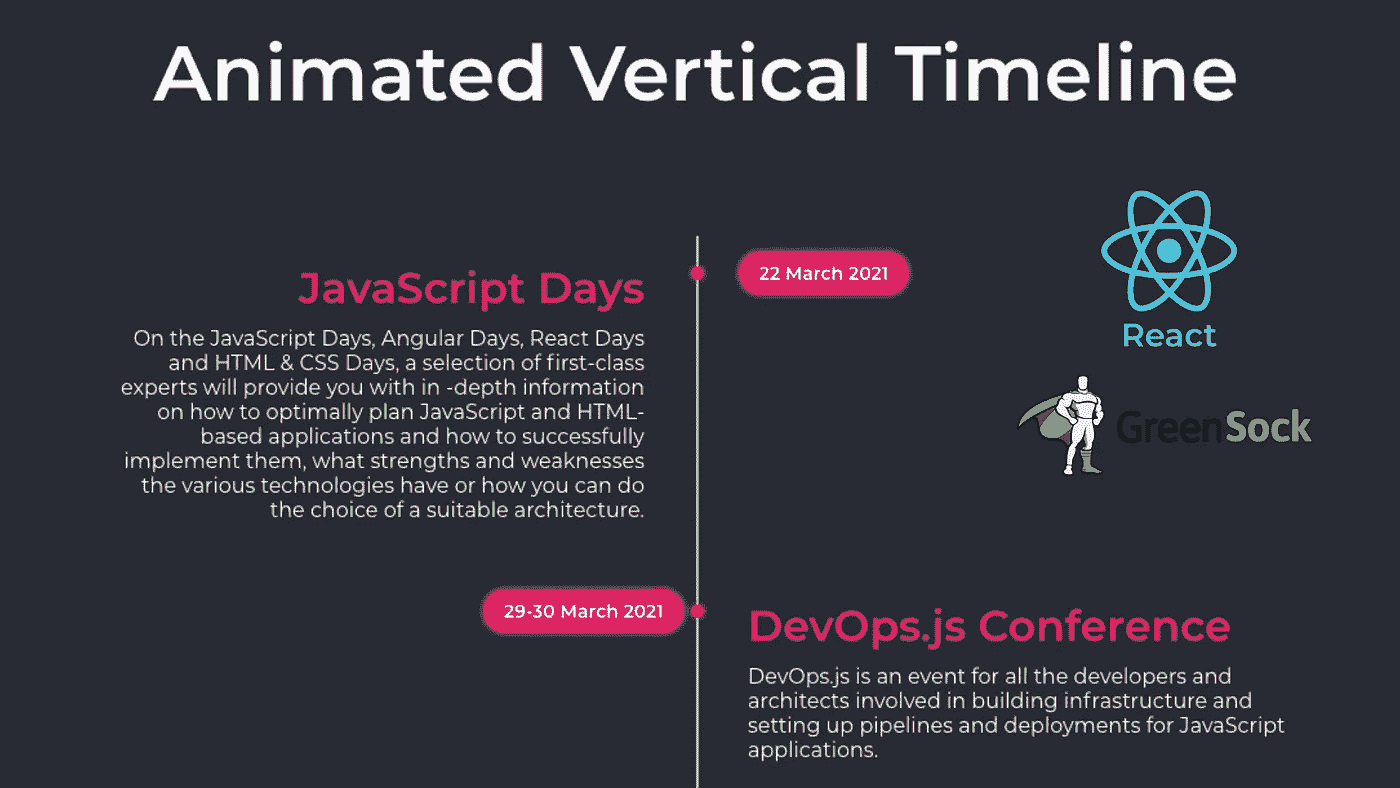 Animated Vertical Timeline
22 March 2021
JavaScript Days
On the JavaScript Days, Angular Days, React Days
and HTML & CSS Days, a selection of first-class
experts will provide you with in -depth information
on how to optimally plan JavaScript and HTML-
based applications and how to successfully
implement them, what strengths and weaknesses
the various technologies have or how you can do
the choice of a suitable architecture.
React
GreenSock
29-30 March 2021
DevOps.js Conference
DevOps.js is an event for all the developers and
architects involved in building infrastructure and
setting up pipelines and deployments for JavaScript
applications.